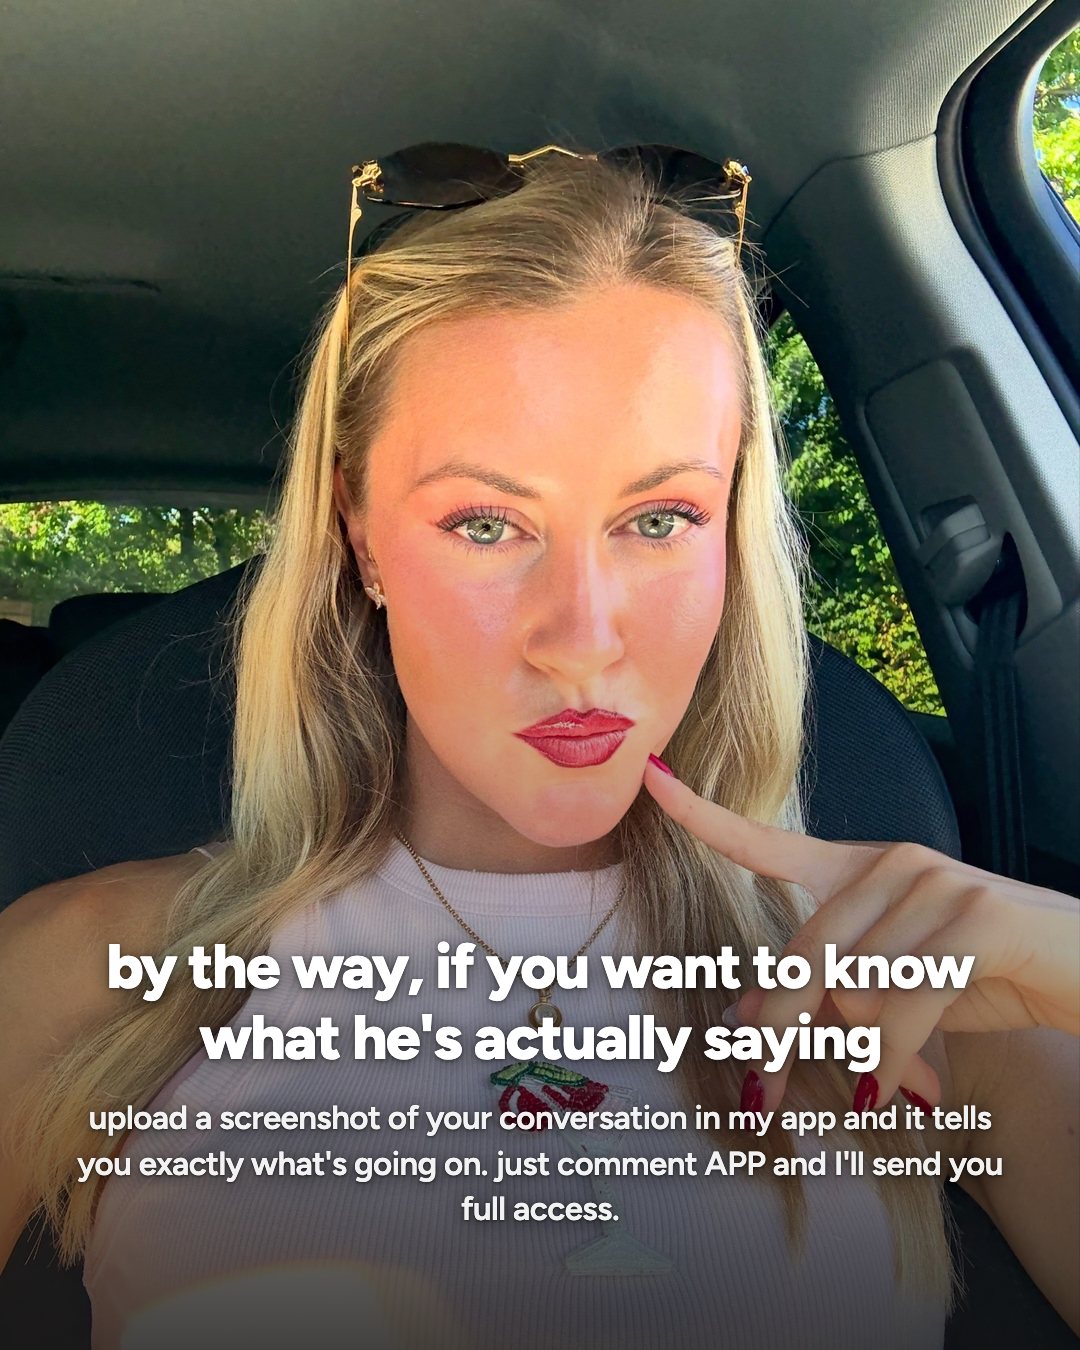 by the way, if you want to know
what he's actually saying
upload a screenshot of your conversation in my app and it tells
you exactly what's going on. just comment APP and I'll send you
full access.